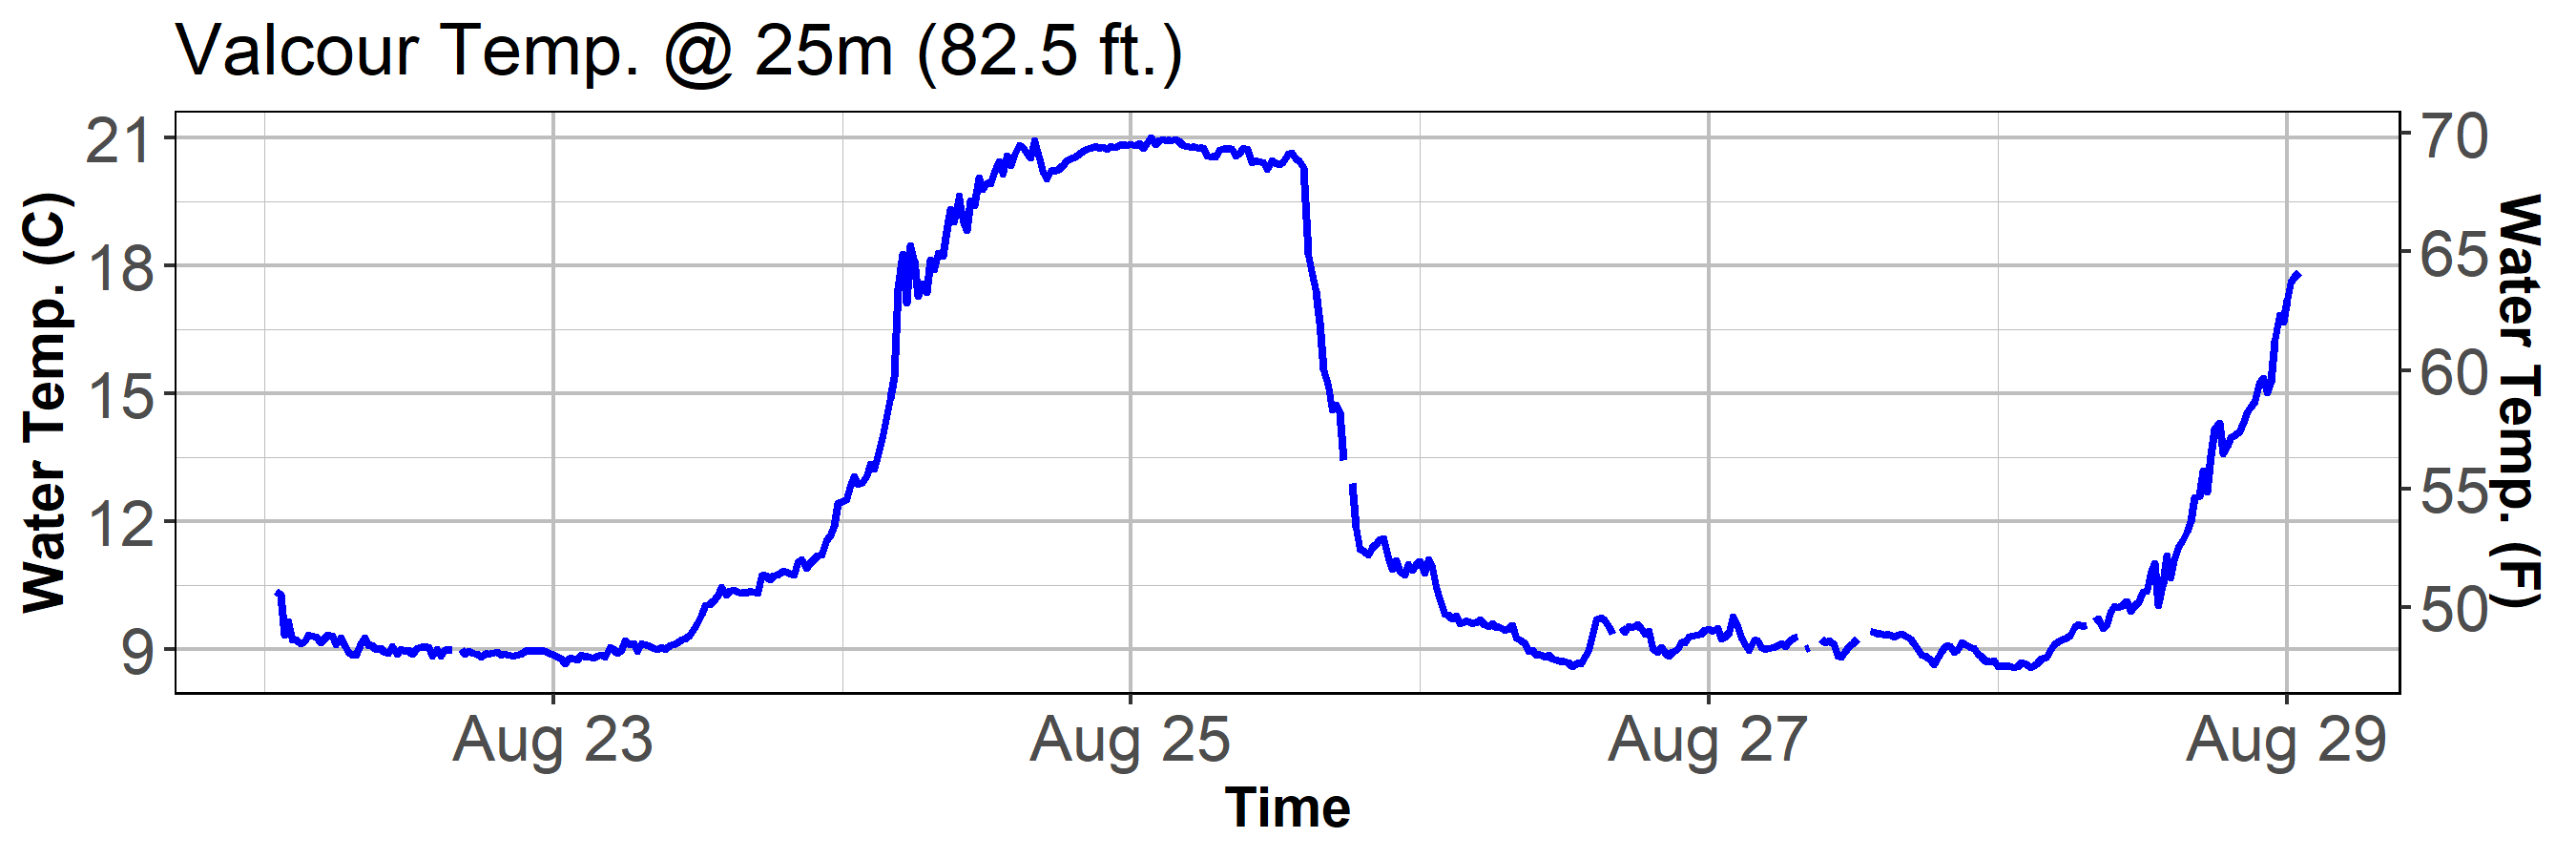 Valcour Temp. @ 25m (82.5 ft.)
Water Temp. (C)
21
18
15
12
9
70
65
60
55
50
Water Temp. (F)
Aug 23
Aug 25
Aug 27
Aug 29
Time